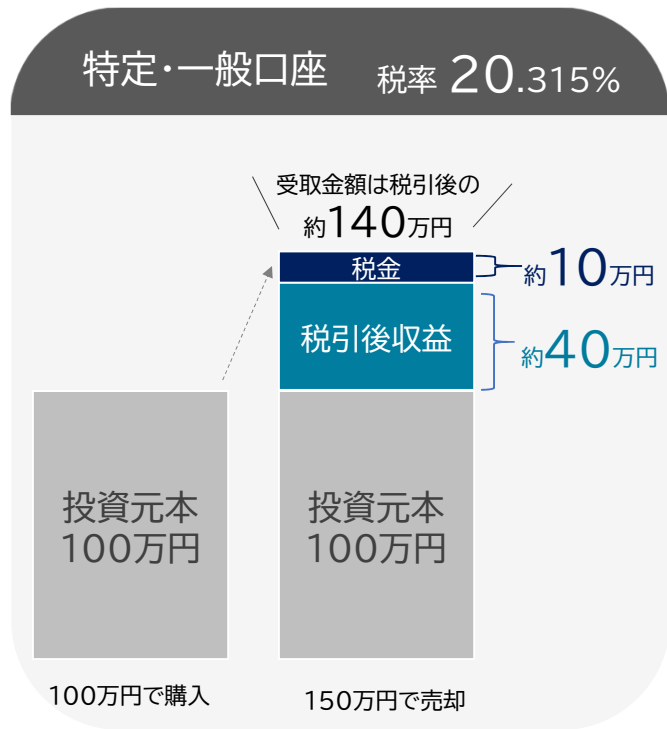 特定・一般口座 税率 20.315%
受取金額は税引後の
約140万円
税金
約10万円
税引後収益
約40万円
投資元本
100万円
投資元本
100万円
100万円で購入
150万円で売却